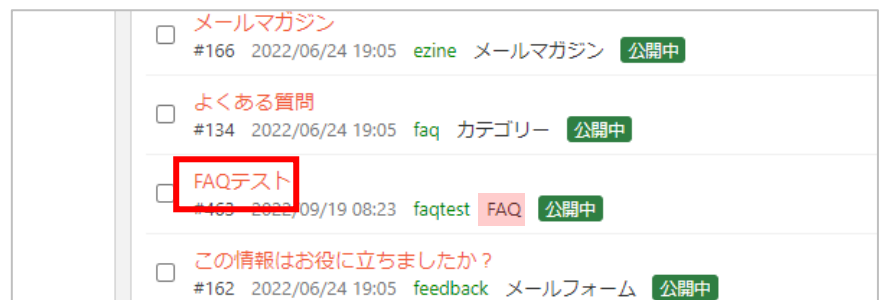 メールマガジン
#166 2022/06/24 19:05 ezine メールマガジン 公開中
よくある質問
#134 2022/06/24 19:05 faq カテゴリー 公開中
FAQテスト
#463 2022/09/19 08:23 faqtest FAQ 公開中
この情報はお役に立ちましたか？
#162 2022/06/24 19:05 feedback メールフォーム 公開中